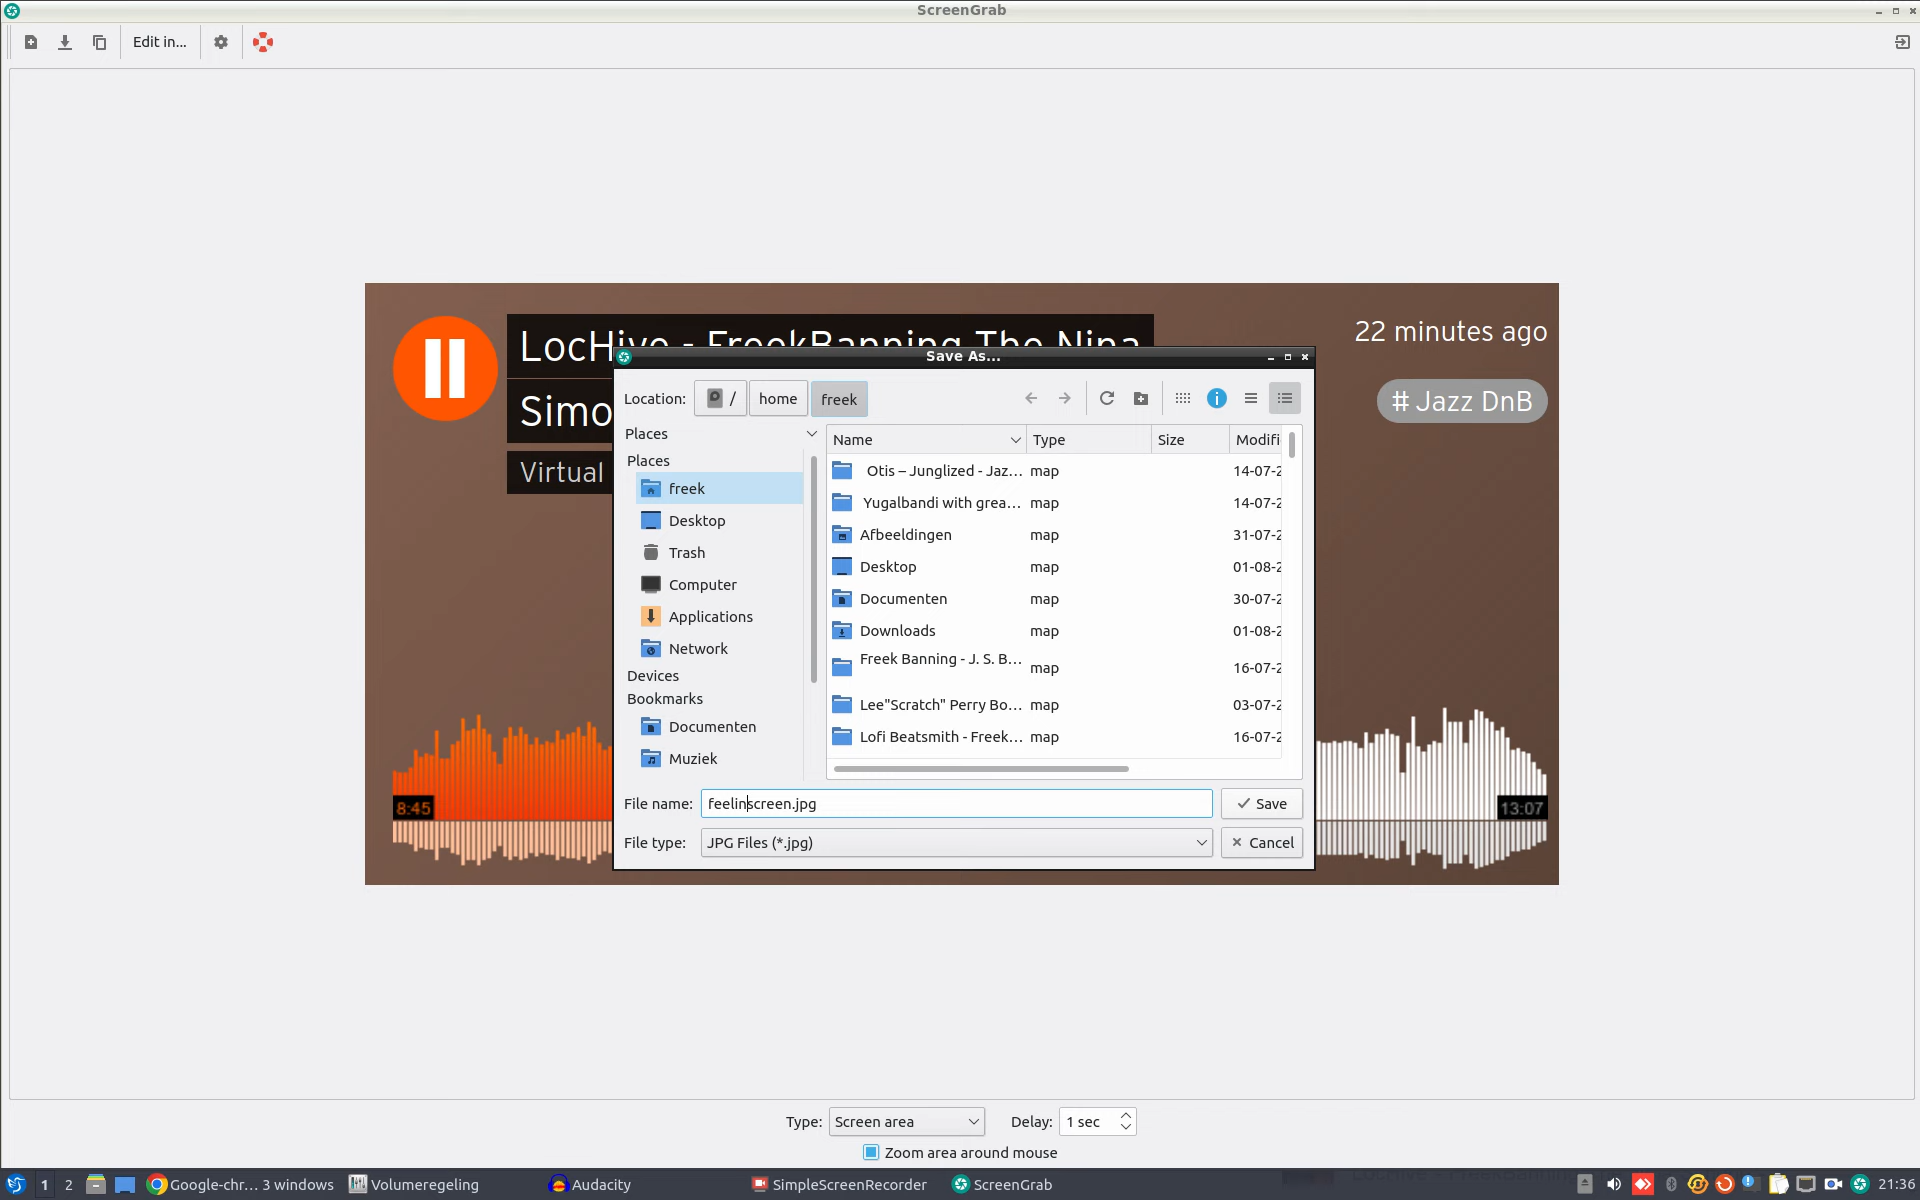 ScreenGrab
Edit in...
LocHive - FreekBanning The Nina
22 minutes ago
Simo
# Jazz DnB
Virtual
8:45
13:07
Save As...
Location:
/
home
freek
Places
Places
freek
Desktop
Trash
Computer
Applications
Network
Devices
Bookmarks
Documenten
Muziek
Name Type Size Modifi
Otis – Junglized - Jaz... map 14-07-2
Yugalbandi with grea... map 14-07-2
Afbeeldingen map 31-07-2
Desktop map 01-08-2
Documenten map 30-07-2
Downloads map 01-08-2
Freek Banning - J. S. B... map 16-07-2
Lee"Scratch" Perry Bo... map 03-07-2
Lofi Beatsmith - Freek... map 16-07-2
File name: feelinscreen.jpg Save
File type: JPG Files (*.jpg) Cancel
Type: Screen area Delay: 1 sec
Zoom area around mouse
1 2 Google-chr... 3 windows Volumeregeling Audacity SimpleScreenRecorder ScreenGrab 21:36